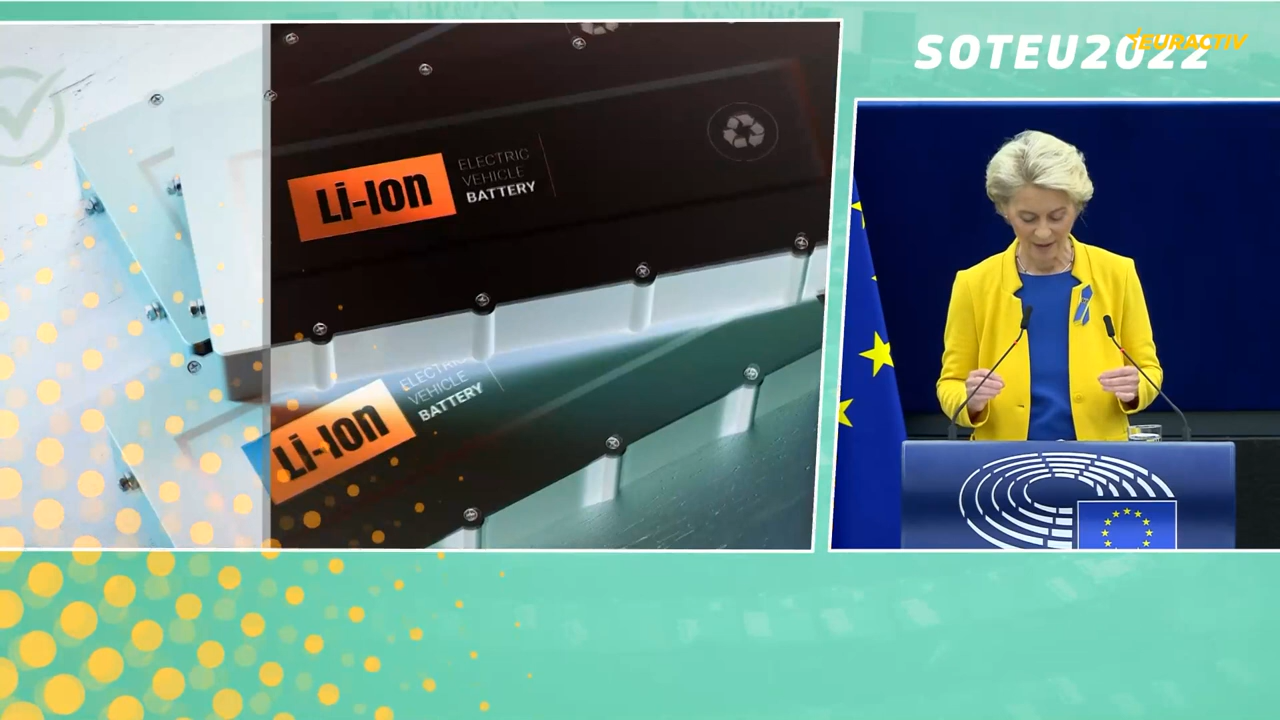 SOTEU2022
EURACTIV
Li-Ion
ELECTRIC
VEHICLE
BATTERY
Li-Ion
ELECTRIC
VEHICLE
BATTERY